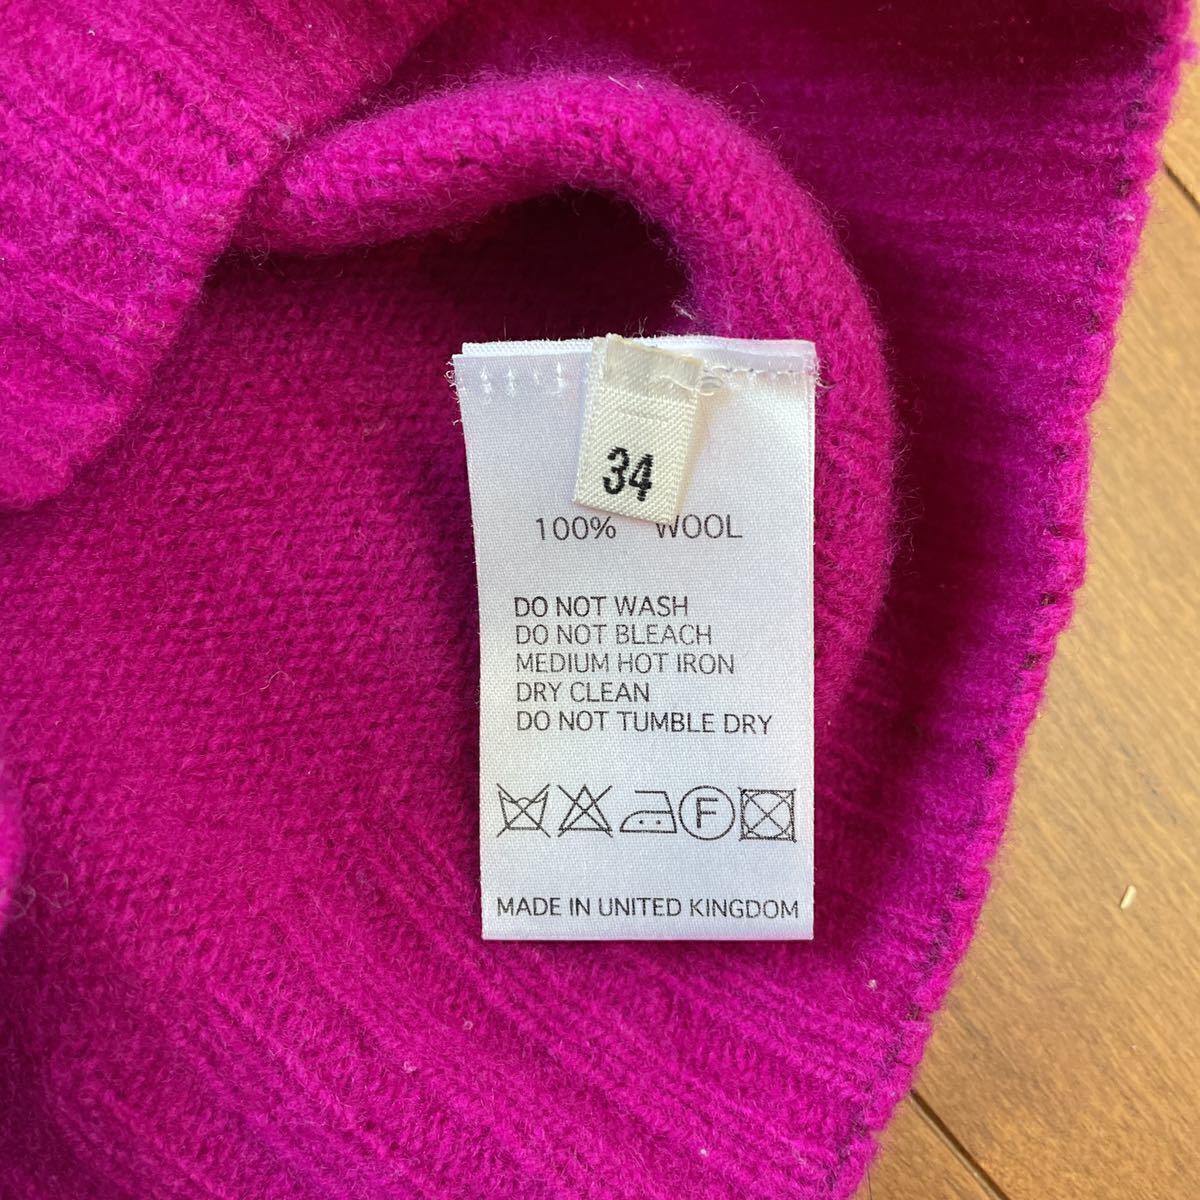 34
100% WOOL
DO NOT WASH
DO NOT BLEACH
MEDIUM HOT IRON
DRY CLEAN
DO NOT TUMBLE DRY
F
MADE IN UNITED KINGDOM